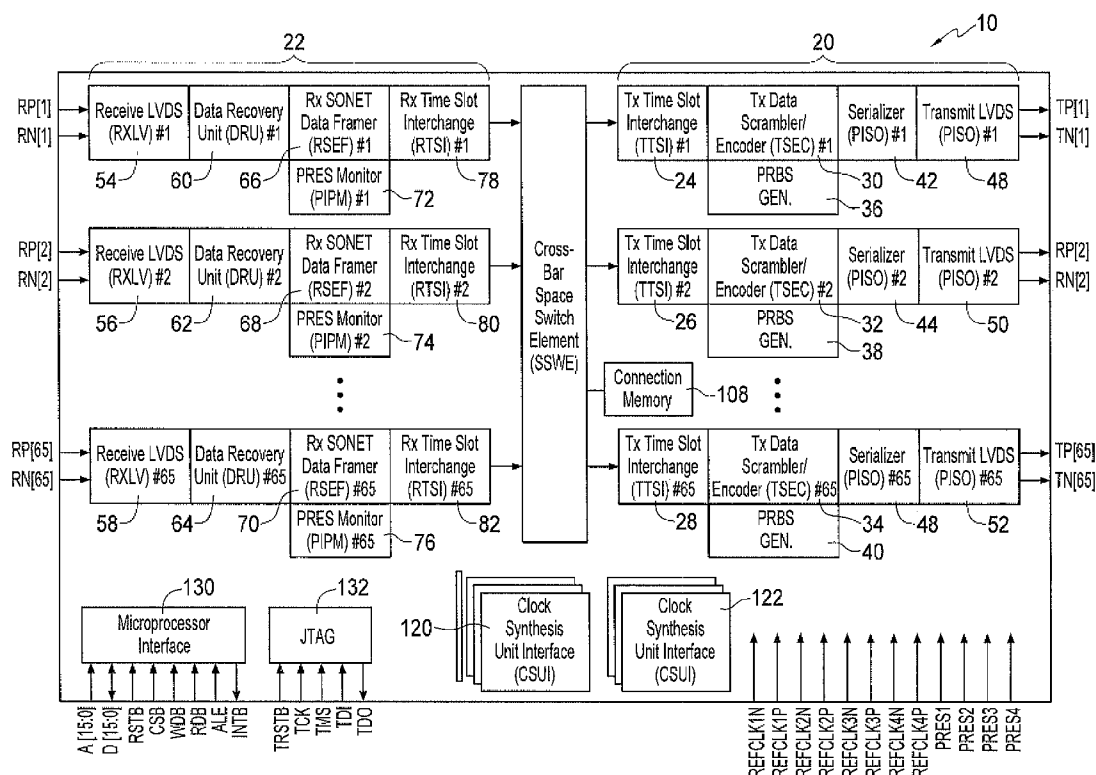 10
22
20
RP[1]
RN[1]
Receive LVDS
(RXLV) #1
Data Recovery
Unit (DRU) #1
Rx SONET
Data Framer
(RSEF) #1
Rx Time Slot
Interchange
(RTSI) #1
PRES Monitor
(PIPM) #1
54
60
66
72
78
Tx Time Slot
Interchange
(TTSI) #1
Tx Data
Scrambler/
Encoder (TSEC) #1
Serializer
(PISO) #1
Transmit LVDS
(PISO) #1
TP[1]
TN[1]
PRBS
GEN.
24
30
36
42
48
RP[2]
RN[2]
Receive LVDS
(RXLV) #2
Data Recovery
Unit (DRU) #2
Rx SONET
Data Framer
(RSEF) #2
Rx Time Slot
Interchange
(RTSI) #2
PRES Monitor
(PIPM) #2
56
62
68
74
80
Cross-
Bar
Space
Switch
Element
(SSWE)
Tx Time Slot
Interchange
(TTSI) #2
Tx Data
Scrambler/
Encoder (TSEC) #2
Serializer
(PISO) #2
Transmit LVDS
(PISO) #2
RP[2]
RN[2]
PRBS
GEN.
26
32
38
44
50
Connection
Memory
108
RP[65]
RN[65]
Receive LVDS
(RXLV) #65
Data Recovery
Unit (DRU) #65
Rx SONET
Data Framer
(RSEF) #65
Rx Time Slot
Interchange
(RTSI) #65
PRES Monitor
(PIPM) #65
58
64
70
76
82
Tx Time Slot
Interchange
(TTSI) #65
Tx Data
Scrambler/
Encoder (TSEC) #65
Serializer
(PISO) #65
Transmit LVDS
(PISO) #65
TP[65]
TN[65]
PRBS
GEN.
28
34
40
48
52
130
Microprocessor
Interface
132
JTAG
120
Clock
Synthesis
Unit Interface
(CSUI)
122
Clock
Synthesis
Unit Interface
(CSUI)
A [15:0]
D [15:0]
RSTB
CSB
WDB
RDB
ALE
INTB
TRSTB
TCK
TMS
TDI
TDO
REFCLK1N
REFCLK1P
REFCLK2N
REFCLK2P
REFCLK3N
REFCLK3P
REFCLK4N
REFCLK4P
PRES1
PRES2
PRES3
PRES4